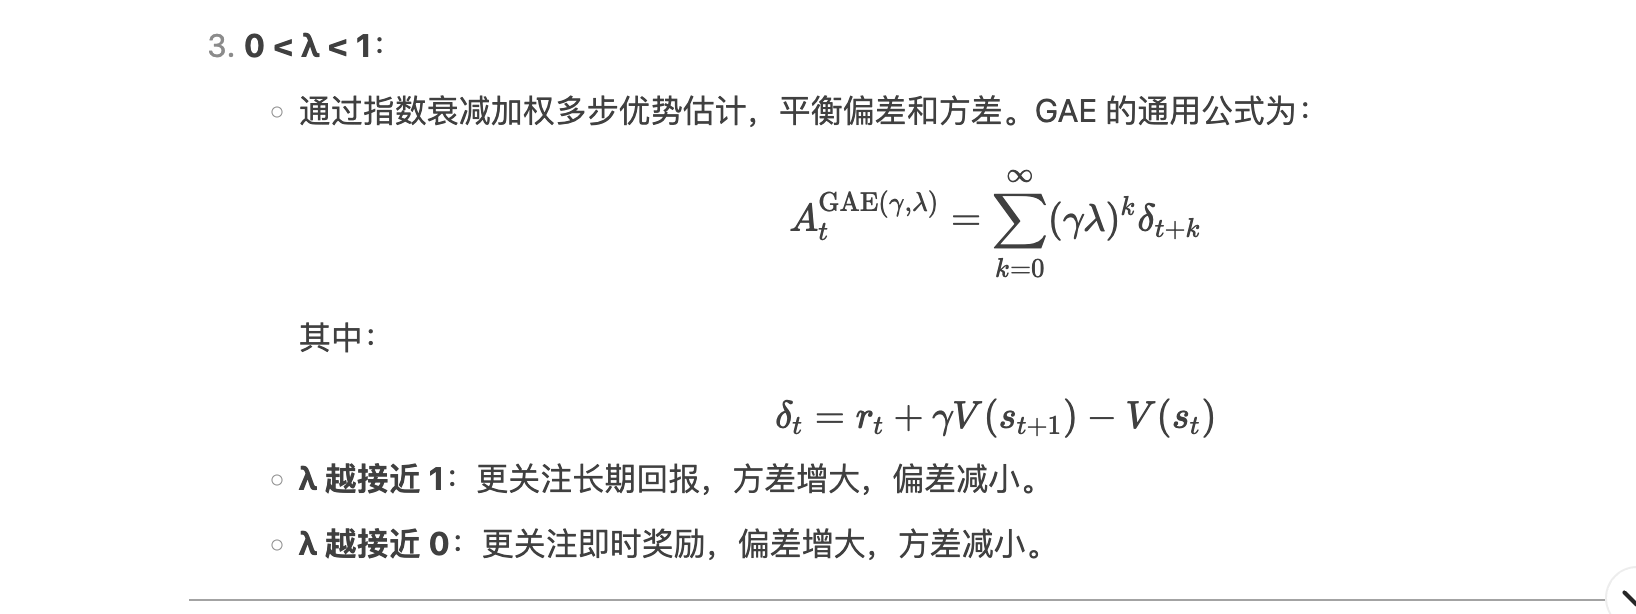 3. 0 < λ < 1:
○ 通过指数衰减加权多步优势估计，平衡偏差和方差。GAE 的通用公式为：
$A_t^{\mathrm{GAE}(\gamma,\lambda)} = \sum_{k=0}^{\infty} (\gamma\lambda)^k \delta_{t+k}$
其中：
$\delta_t = r_t + \gamma V(s_{t+1}) - V(s_t)$
○ λ 越接近 1：更关注长期回报，方差增大，偏差减小。
○ λ 越接近 0：更关注即时奖励，偏差增大，方差减小。